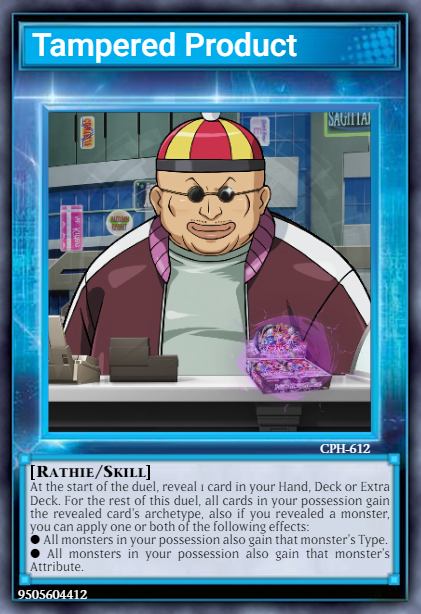 Tampered Product
SAGITTAR
CPH-612
[RATHIE/SKILL]
At the start of the duel, reveal 1 card in your Hand, Deck or Extra
Deck. For the rest of this duel, all cards in your possession gain
the revealed card's archetype, also if you revealed a monster,
you can apply one or both of the following effects:
● All monsters in your possession also gain that monster's Type.
● All monsters in your possession also gain that monster's
Attribute.
9505604412